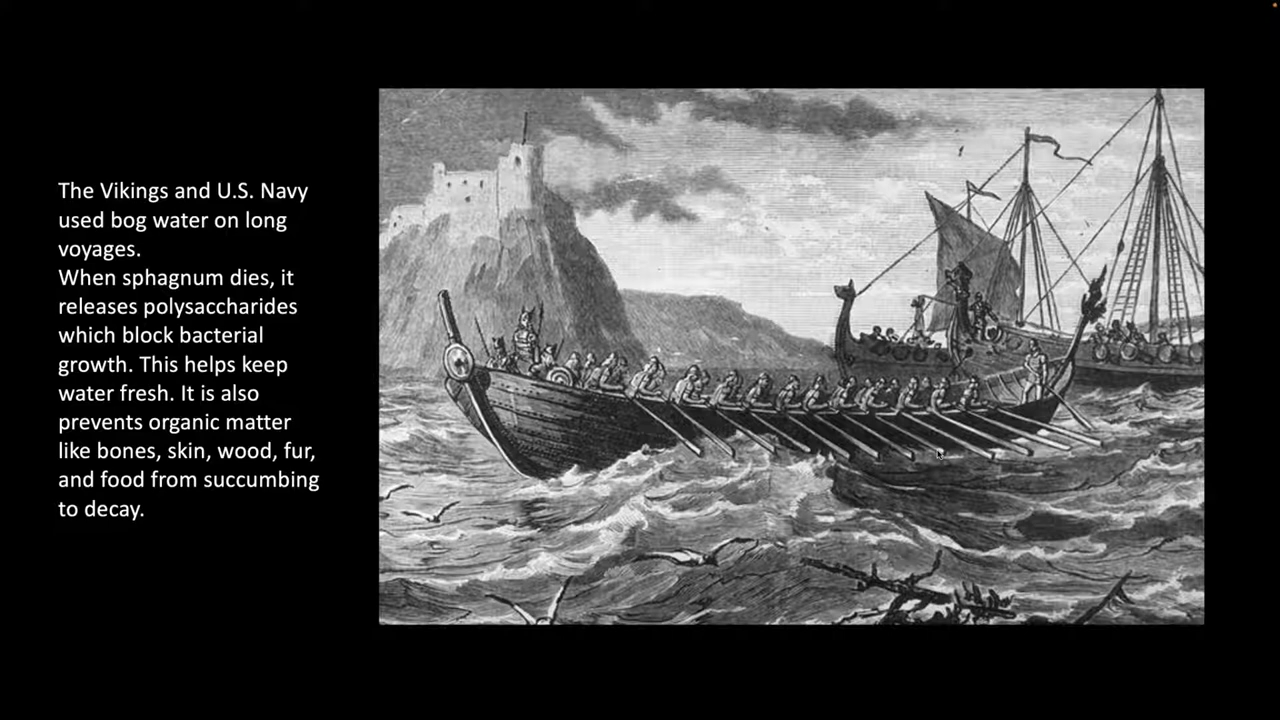 The Vikings and U.S. Navy
used bog water on long
voyages.
When sphagnum dies, it
releases polysaccharides
which block bacterial
growth. This helps keep
water fresh. It is also
prevents organic matter
like bones, skin, wood, fur,
and food from succumbing
to decay.